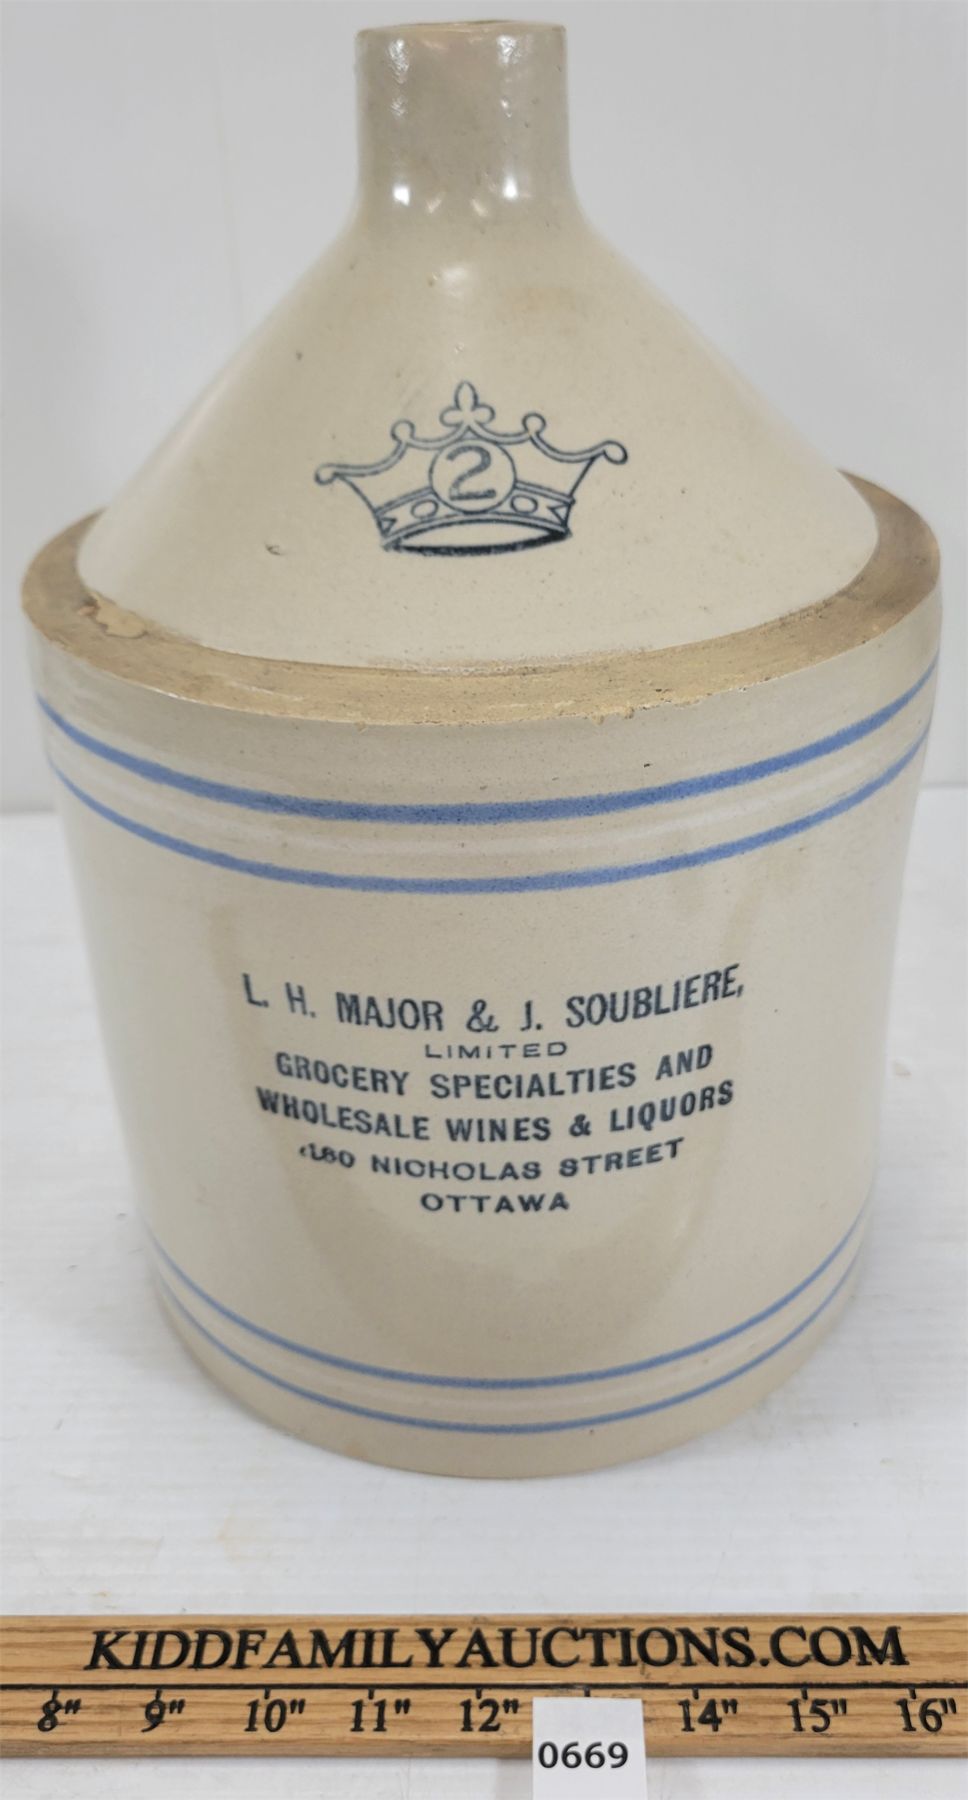 2
L. H. MAJOR & J. SOUBLIERE,
LIMITED
GROCERY SPECIALTIES AND
WHOLESALE WINES & LIQUORS
NICHOLAS STREET
OTTAWA
KIDDFAMILYAUCTIONS.COM
8" 9" 10" 11" 12" 14" 15" 16"
0669